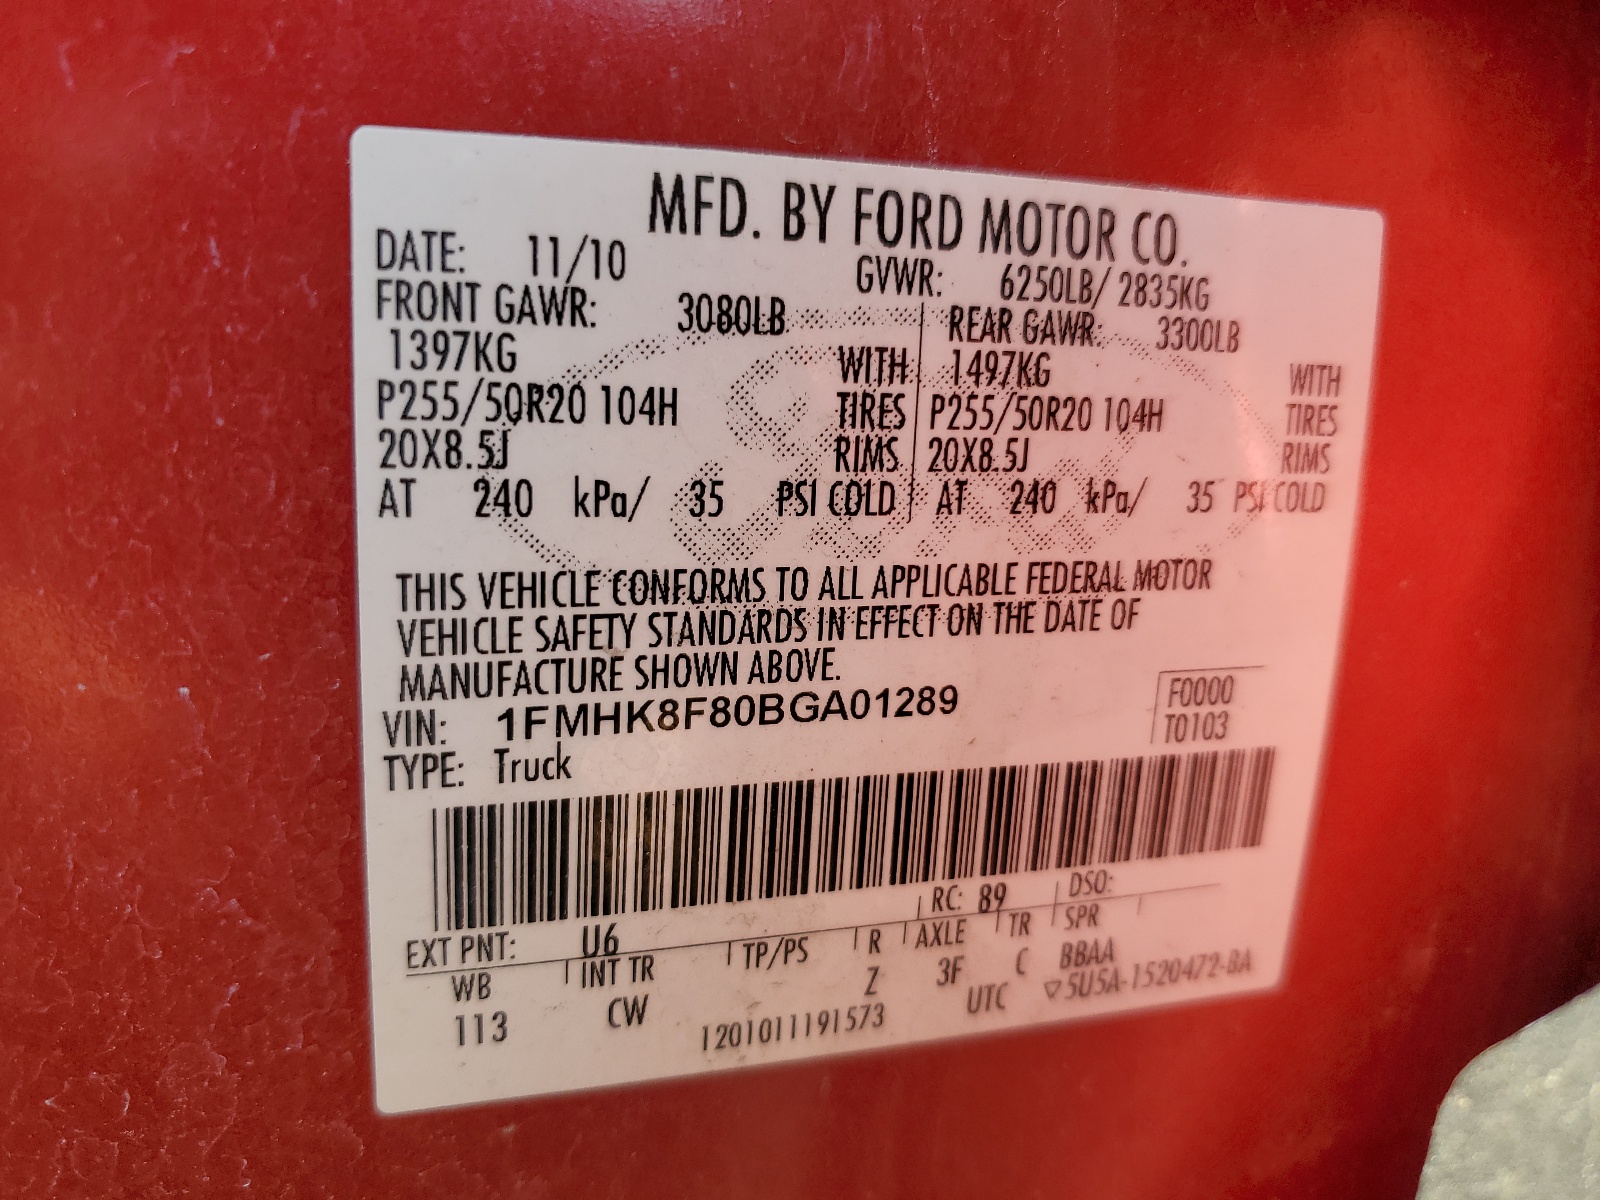 MFD. BY FORD MOTOR CO.
DATE: 11/10 GVWR: 6250LB/ 2835KG
FRONT GAWR: 3080LB REAR GAWR: 3300LB
1397KG WITH 1497KG WITH
P255/50R20 104H TIRES P255/50R20 104H TIRES
20X8.5J RIMS 20X8.5J RIMS
AT 240 kPa/ 35 PSI COLD AT 240 kPa/ 35 PSI COLD
THIS VEHICLE CONFORMS TO ALL APPLICABLE FEDERAL MOTOR
VEHICLE SAFETY STANDARDS IN EFFECT ON THE DATE OF
MANUFACTURE SHOWN ABOVE.
VIN: 1FMHK8F80BGA01289 F0000
TYPE: Truck T0103
EXT PNT: U6 RC: 89 DSO:
WB INT TR TP/PS R AXLE TR SPR
113 CW Z 3F C BBAA
1201011191573 UTC ▽5U5A-1520472-BA